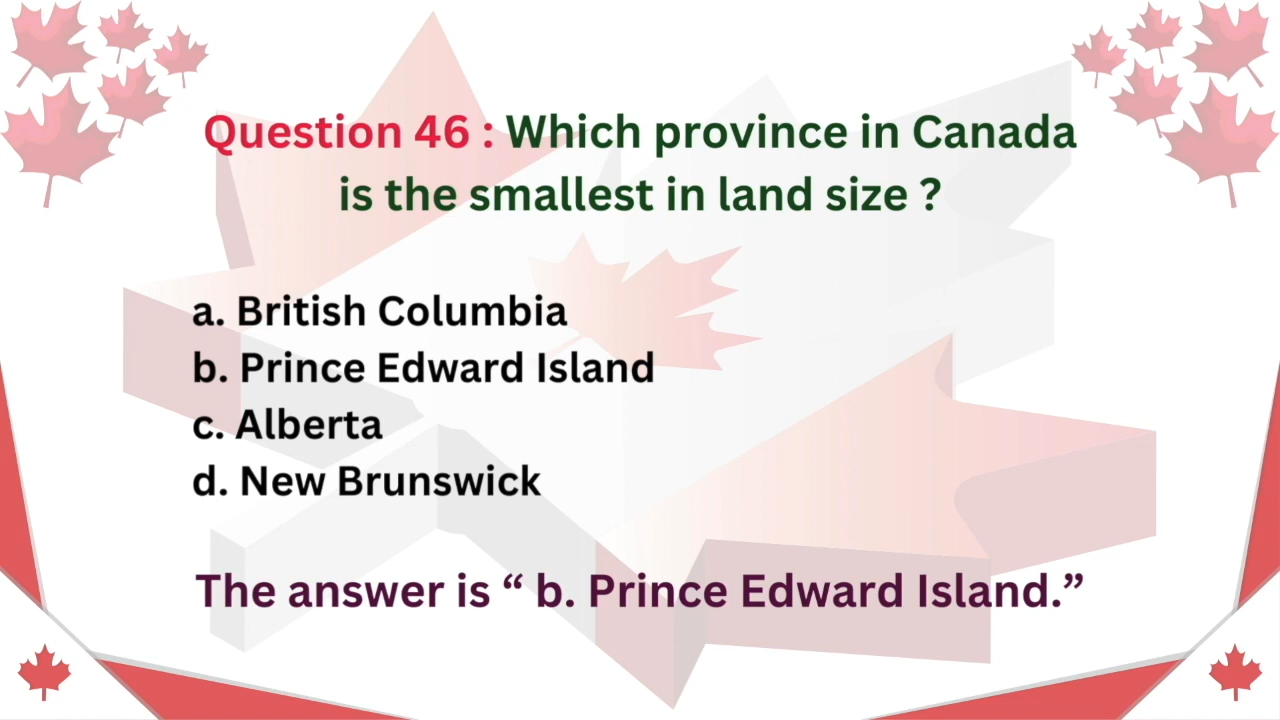 Question 46 : Which province in Canada
is the smallest in land size ?
a. British Columbia
b. Prince Edward Island
c. Alberta
d. New Brunswick
The answer is “ b. Prince Edward Island.”